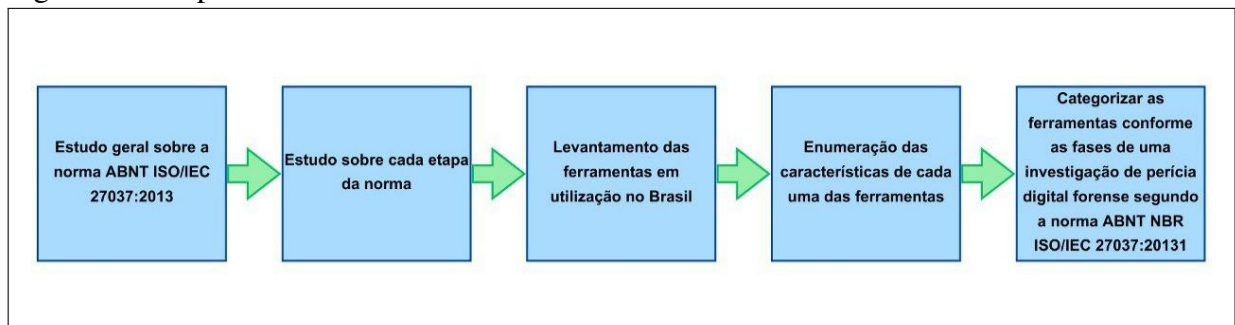 Estudo geral sobre a
norma ABNT ISO/IEC
27037:2013
Estudo sobre cada etapa
da norma
Levantamento das
ferramentas em
utilização no Brasil
Enumeração das
características de cada
uma das ferramentas
Categorizar as
ferramentas conforme
as fases de uma
investigação de perícia
digital forense segundo
a norma ABNT NBR
ISO/IEC 27037:20131